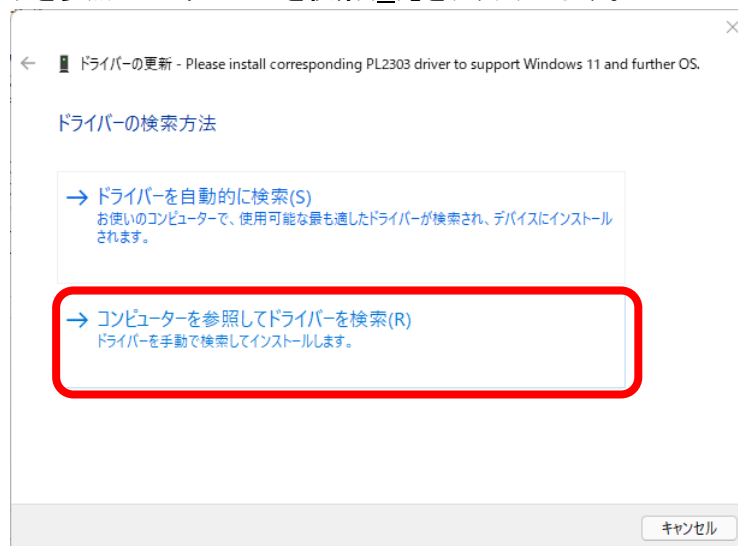 ドライバーの更新 - Please install corresponding PL2303 driver to support Windows 11 and further OS.
ドライバーの検索方法
→ ドライバーを自動的に検索(S)
お使いのコンピューターで、使用可能な最も適したドライバーが検索され、デバイスにインストール
されます。
→ コンピューターを参照してドライバーを検索(R)
ドライバーを手動で検索してインストールします。
キャンセル